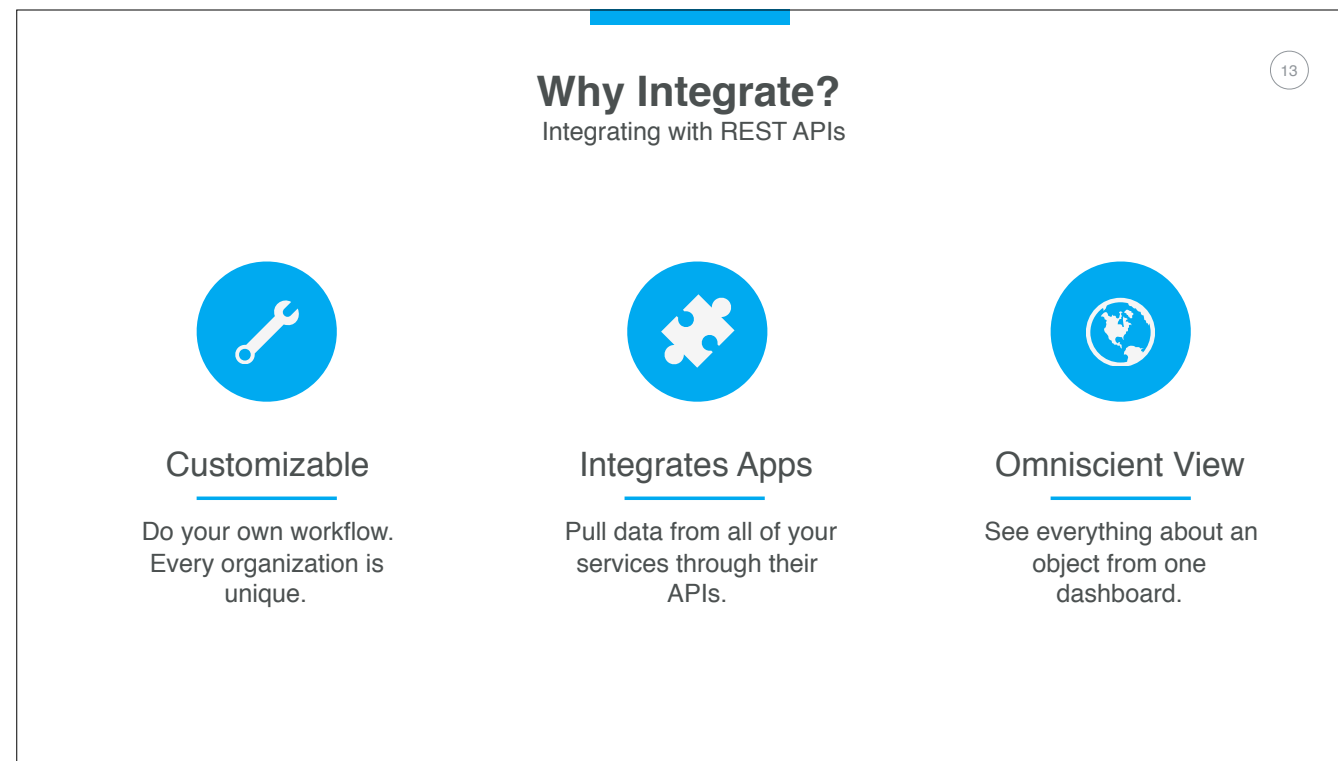 13
Why Integrate?
Integrating with REST APIs
Customizable
Do your own workflow.
Every organization is
unique.
Integrates Apps
Pull data from all of your
services through their
APIs.
Omniscient View
See everything about an
object from one
dashboard.